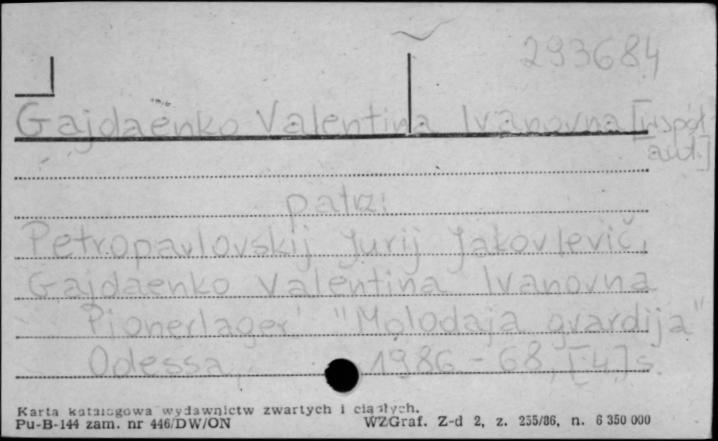 293684
Gajdaenko Valentina Ivanovna [współ-
aut.]
patrz:
Petropavlovskij Jurij Jakovlevič,
Gajdaenko Valentina Ivanovna
Pionerlager' "Molodaja gvardija"
Odessa, 1986 - 68, [4] s.
Karta katalogowa wydawnictw zwartych i ciągłych.
Pu-B-144 zam. nr 446/DW/ON WZGraf. Z-d 2, z. 255/86, n. 6 350 000